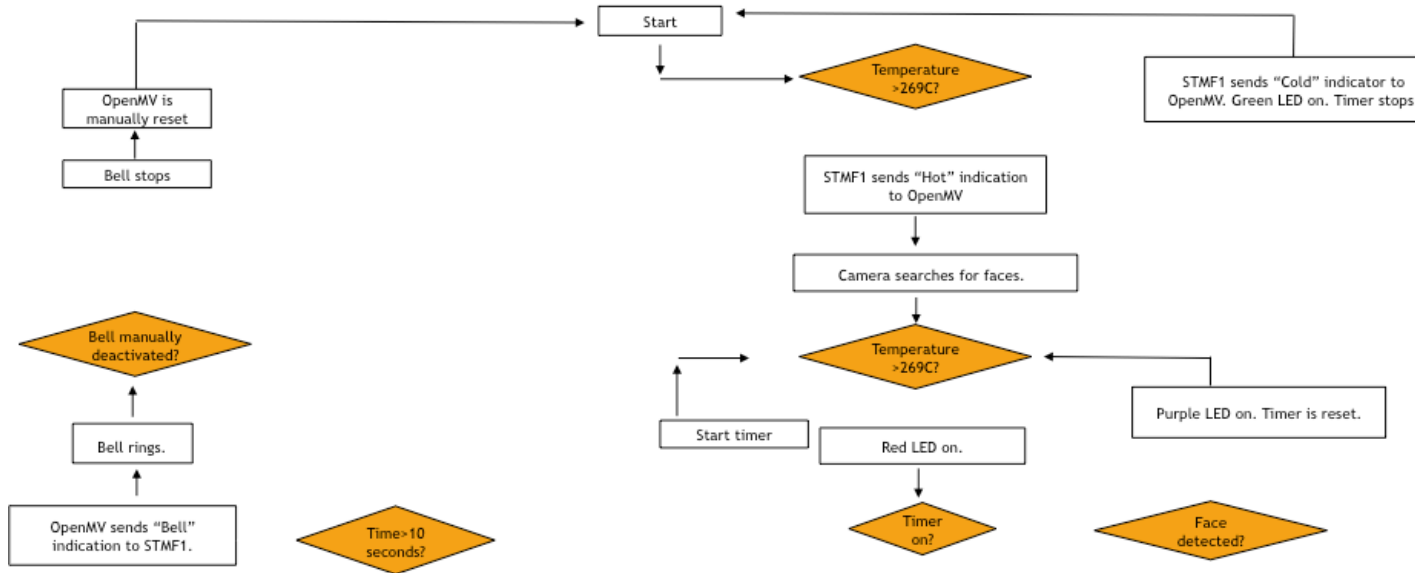 Start
Temperature
>269C?
STMF1 sends “Cold” indicator to
OpenMV. Green LED on. Timer stops
OpenMV is
manually reset
Bell stops
STMF1 sends “Hot” indication
to OpenMV
Camera searches for faces.
Bell manually
deactivated?
Temperature
>269C?
Purple LED on. Timer is reset.
Start timer
Red LED on.
Bell rings.
OpenMV sends “Bell”
indication to STMF1.
Time>10
seconds?
Timer
on?
Face
detected?